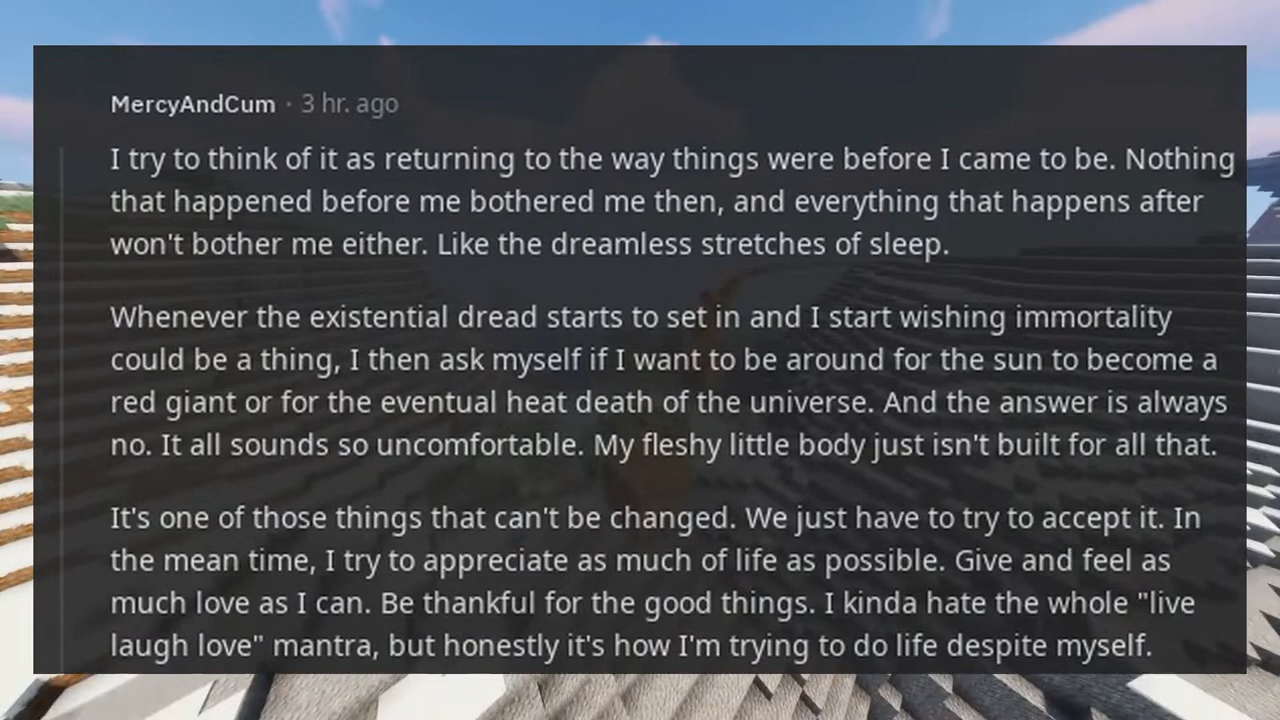 MercyAndCum · 3 hr. ago
I try to think of it as returning to the way things were before I came to be. Nothing
that happened before me bothered me then, and everything that happens after
won't bother me either. Like the dreamless stretches of sleep.
Whenever the existential dread starts to set in and I start wishing immortality
could be a thing, I then ask myself if I want to be around for the sun to become a
red giant or for the eventual heat death of the universe. And the answer is always
no. It all sounds so uncomfortable. My fleshy little body just isn't built for all that.
It's one of those things that can't be changed. We just have to try to accept it. In
the mean time, I try to appreciate as much of life as possible. Give and feel as
much love as I can. Be thankful for the good things. I kinda hate the whole "live
laugh love" mantra, but honestly it's how I'm trying to do life despite myself.